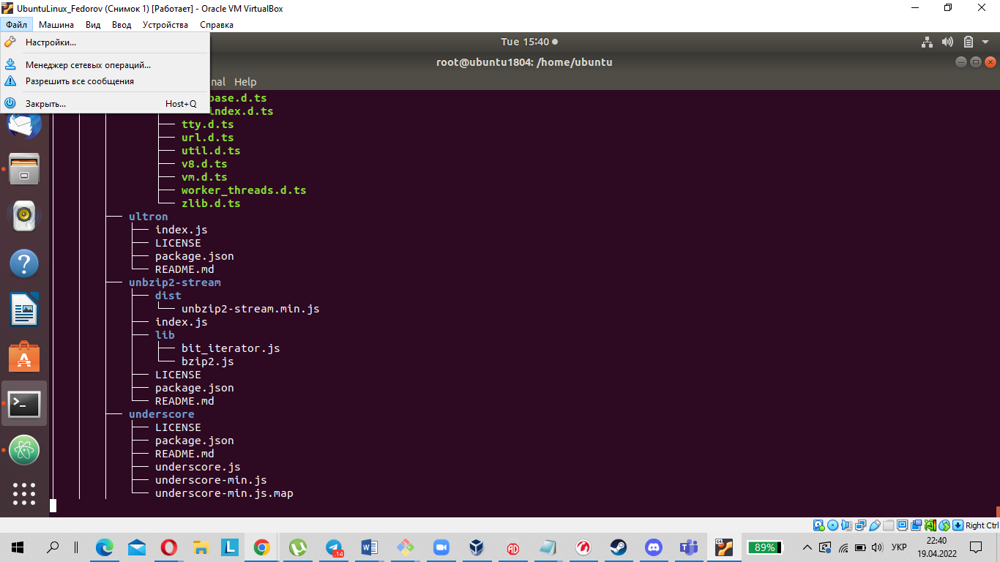 UbuntuLinux_Fedorov (Снимок 1) [Работает] - Oracle VM VirtualBox
Файл Машина Вид Ввод Устройства Справка
Настройки...
Менеджер сетевых операций...
Разрешить все сообщения
Закрыть... Host+Q
Tue 15:40
root@ubuntu1804: /home/ubuntu
nal Help
base.d.ts
index.d.ts
tty.d.ts
url.d.ts
util.d.ts
v8.d.ts
vm.d.ts
worker_threads.d.ts
zlib.d.ts
ultron
index.js
LICENSE
package.json
README.md
unbzip2-stream
dist
unbzip2-stream.min.js
index.js
lib
bit_iterator.js
bzip2.js
LICENSE
package.json
README.md
underscore
LICENSE
package.json
README.md
underscore.js
underscore-min.js
underscore-min.js.map
Right Ctrl
89%
УКР
22:40
19.04.2022